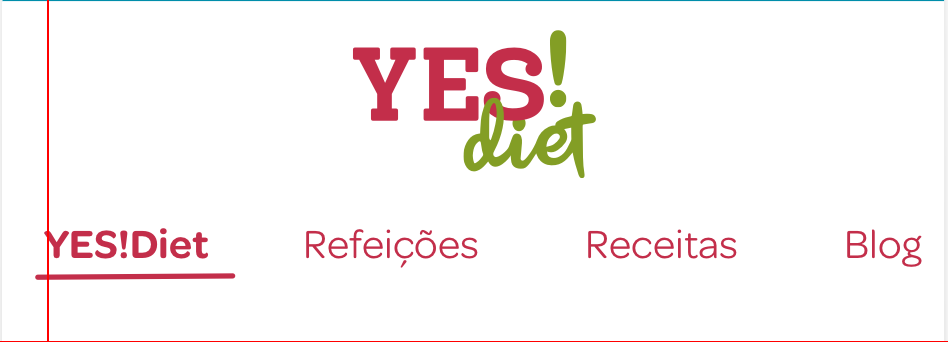 YES!
diet
YES!Diet Refeições Receitas Blog